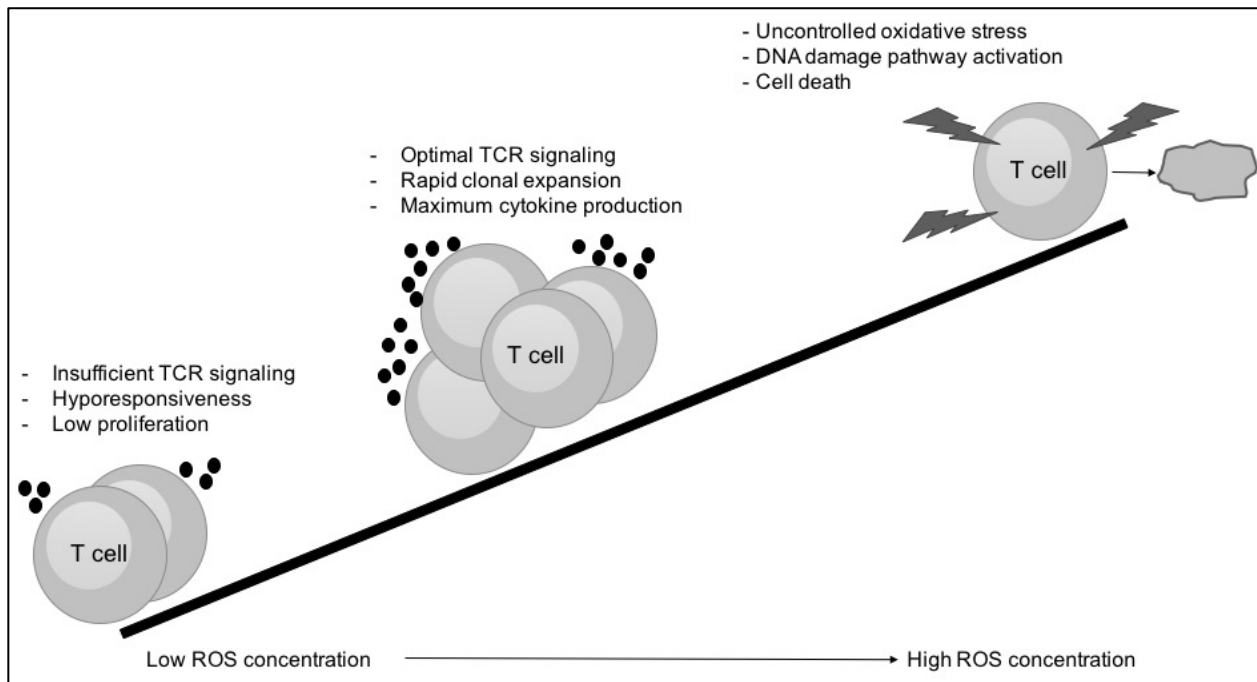 - Uncontrolled oxidative stress
- DNA damage pathway activation
- Cell death
T cell
- Optimal TCR signaling
- Rapid clonal expansion
- Maximum cytokine production
T cell
- Insufficient TCR signaling
- Hyporesponsiveness
- Low proliferation
T cell
Low ROS concentration
High ROS concentration